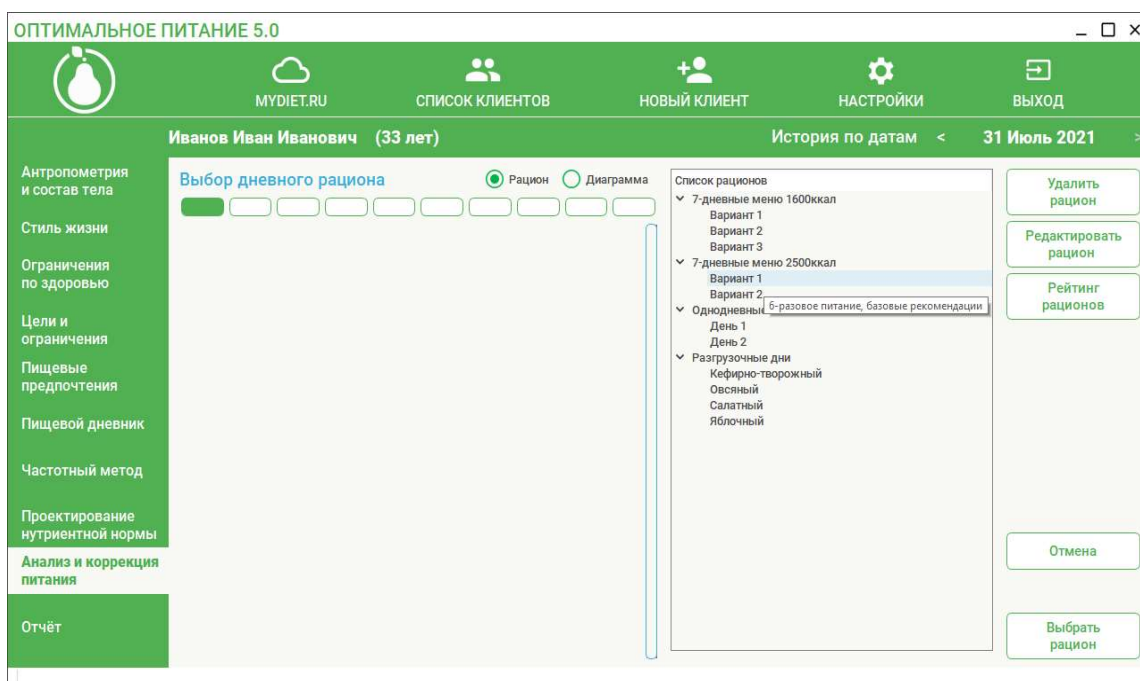 ОПТИМАЛЬНОЕ ПИТАНИЕ 5.0
MYDIET.RU
СПИСОК КЛИЕНТОВ
НОВЫЙ КЛИЕНТ
НАСТРОЙКИ
ВЫХОД
Иванов Иван Иванович (33 лет)
История по датам < 31 Июль 2021 >
Антропометрия
и состав тела
Стиль жизни
Ограничения
по здоровью
Цели и
ограничения
Пищевые
предпочтения
Пищевой дневник
Частотный метод
Проектирование
нутриентной нормы
Анализ и коррекция
питания
Отчёт
Выбор дневного рациона
Рацион
Диаграмма
Список рационов
7-дневные меню 1600ккал
Вариант 1
Вариант 2
Вариант 3
7-дневные меню 2500ккал
Вариант 1
Вариант 2
6-разовое питание, базовые рекомендации
Однодневные
День 1
День 2
Разгрузочные дни
Кефирно-творожный
Овсяный
Салатный
Яблочный
Удалить
рацион
Редактировать
рацион
Рейтинг
рационов
Отмена
Выбрать
рацион